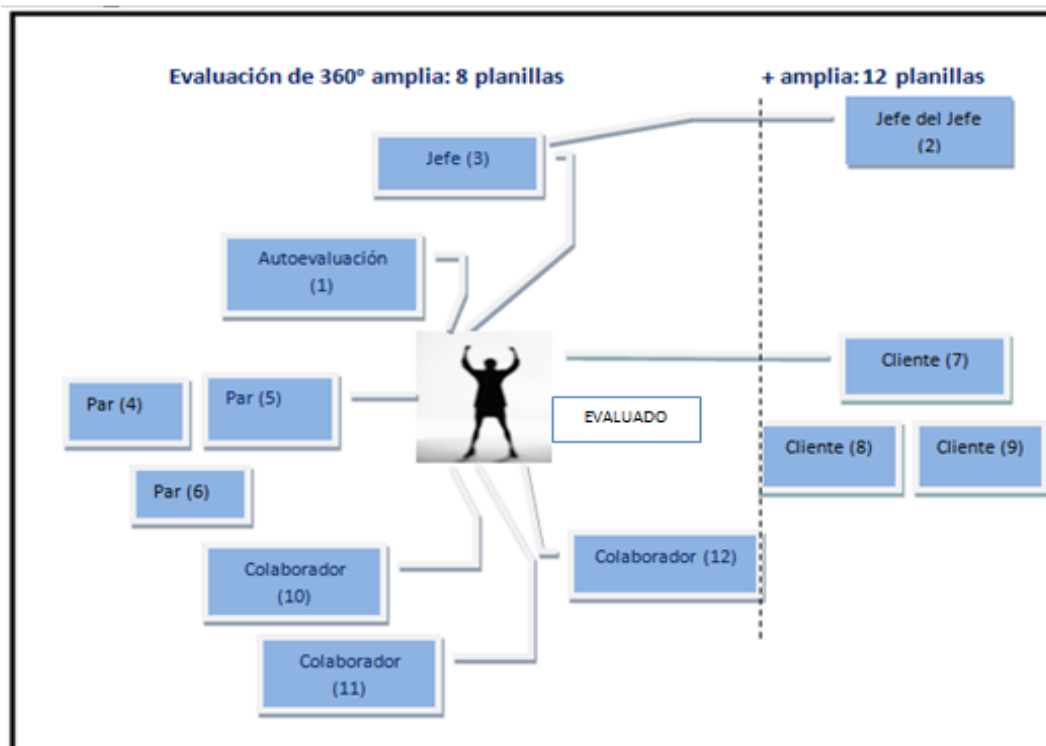 Evaluación de 360° amplia: 8 planillas
+ amplia: 12 planillas
Jefe del Jefe
(2)
Jefe (3)
Autoevaluación
(1)
Cliente (7)
Par (4)
Par (5)
EVALUADO
Cliente (8)
Cliente (9)
Par (6)
Colaborador (12)
Colaborador
(10)
Colaborador
(11)